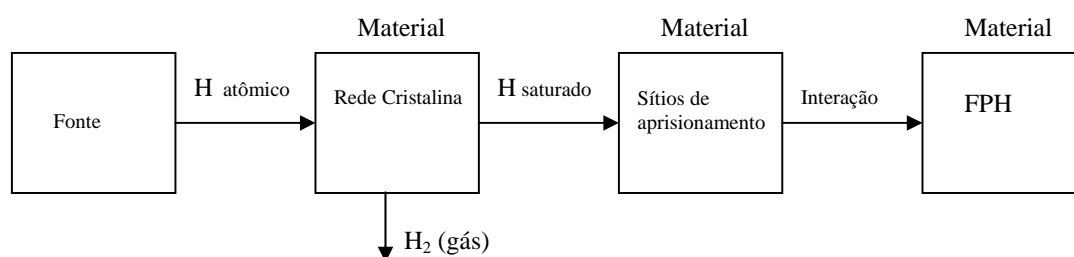 Material
Material
Material
Fonte
H atômico
Rede Cristalina
H saturado
Sítios de
aprisionamento
Interação
FPH
H₂ (gás)